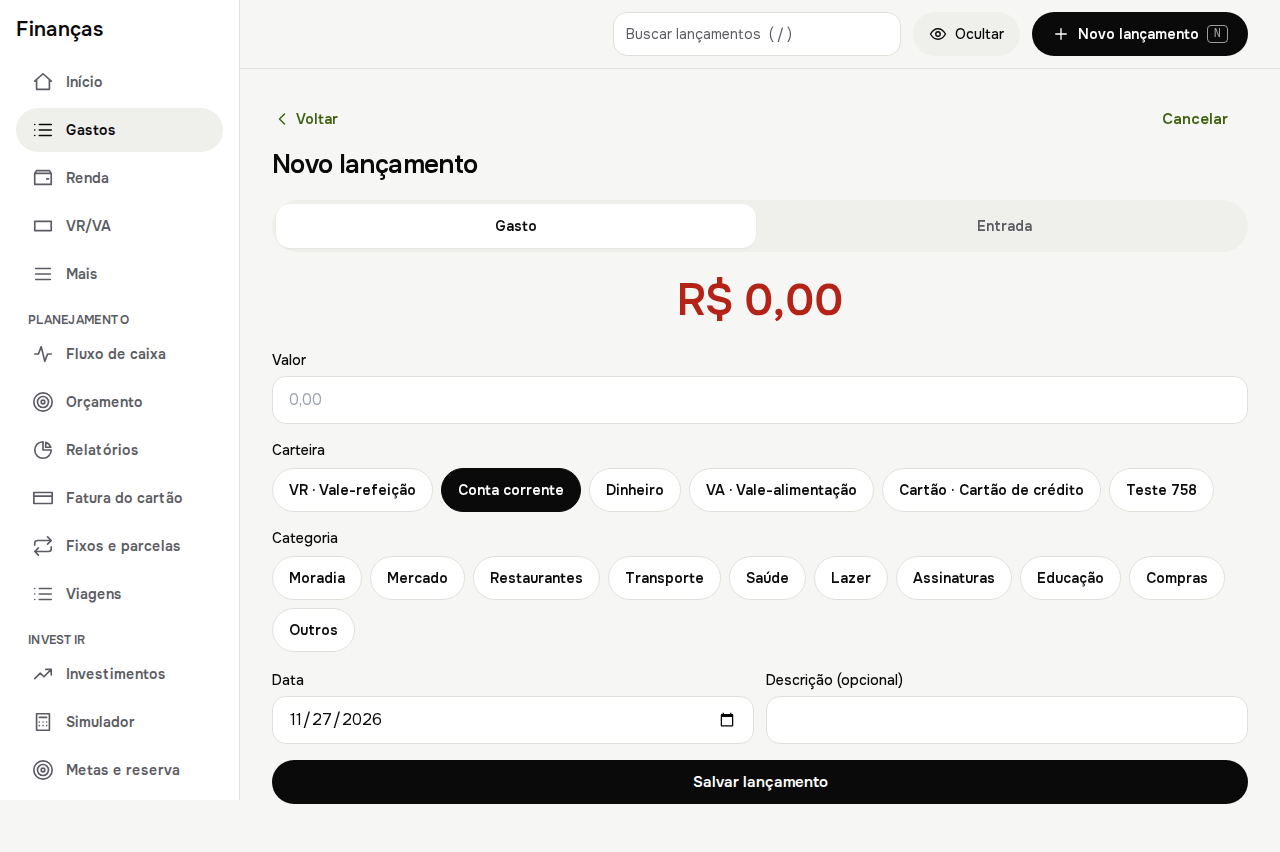 Finanças
Buscar lançamentos ( / )
Ocultar
Novo lançamento N
Início
Gastos
Renda
VR/VA
Mais
PLANEJAMENTO
Fluxo de caixa
Orçamento
Relatórios
Fatura do cartão
Fixos e parcelas
Viagens
INVESTIR
Investimentos
Simulador
Metas e reserva
Voltar
Cancelar
Novo lançamento
Gasto
Entrada
R$ 0,00
Valor
0,00
Carteira
VR · Vale-refeição
Conta corrente
Dinheiro
VA · Vale-alimentação
Cartão · Cartão de crédito
Teste 758
Categoria
Moradia
Mercado
Restaurantes
Transporte
Saúde
Lazer
Assinaturas
Educação
Compras
Outros
Data
Descrição (opcional)
11/27/2026
Salvar lançamento